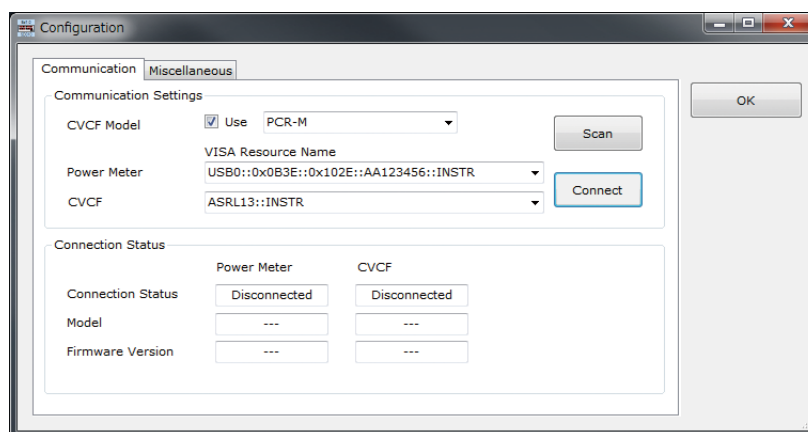 Configuration
Communication Miscellaneous
Communication Settings
CVCF Model Use PCR-M
Scan
VISA Resource Name
Power Meter USB0::0x0B3E::0x102E::AA123456::INSTR
Connect
CVCF ASRL13::INSTR
OK
Connection Status
Power Meter CVCF
Connection Status Disconnected Disconnected
Model --- ---
Firmware Version --- ---